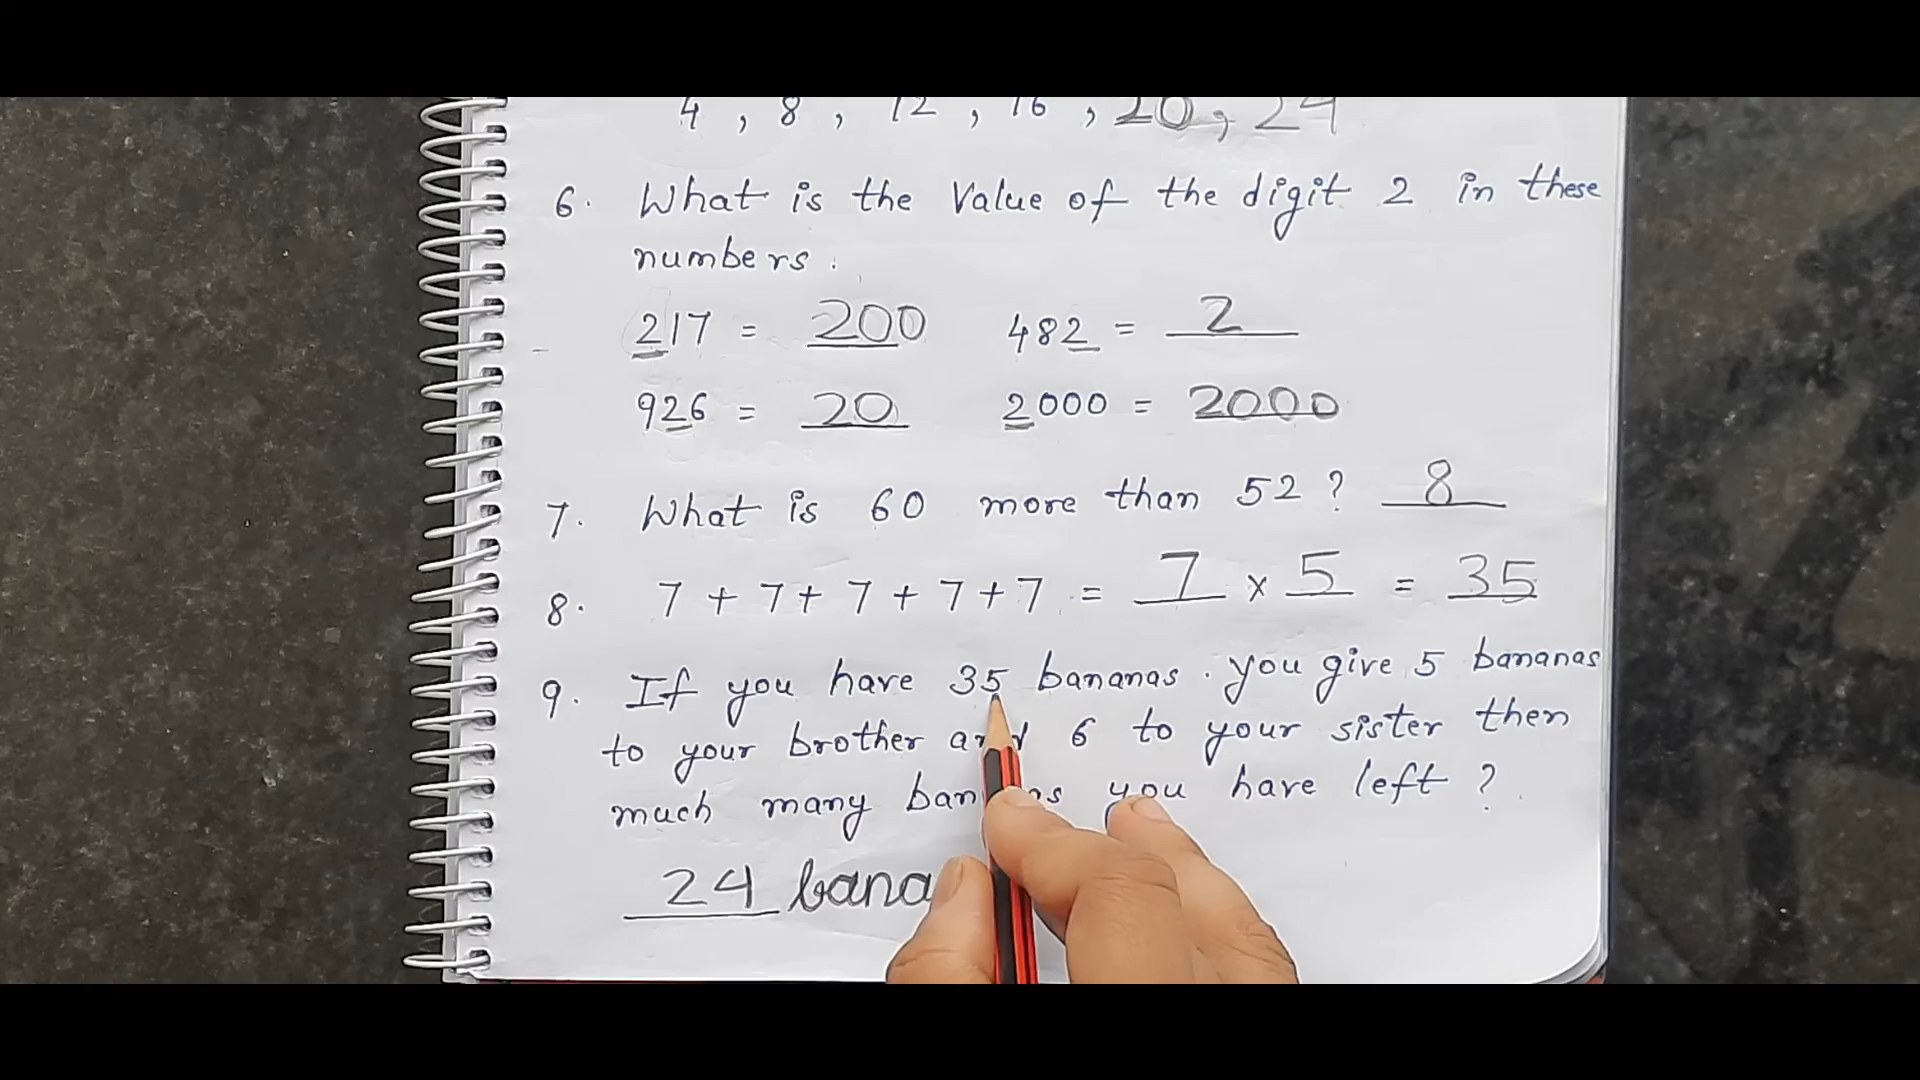 4 , 8 , 12 , 16 , 20 , 24
6. What is the Value of the digit 2 in these
numbers.
217 = 200 482 = 2
926 = 20 2000 = 2000
7. What is 60 more than 52 ? 8
8. 7 + 7 + 7 + 7 + 7 = 7 x 5 = 35
9. If you have 35 bananas. You give 5 bananas
to your brother 6 to your sister then
much many you have left ?
24